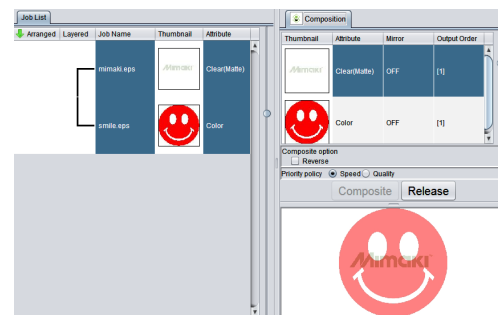 Job List
Arranged Layered Job Name Thumbnail Attribute
mimaki.eps Mimaki Clear(Matte)
smile.eps Color
Composition
Thumbnail Attribute Mirror Output Order
Mimaki Clear(Matte) OFF [1]
Color OFF [1]
Composite option
Reverse
Priority policy Speed Quality
Composite Release
Mimaki